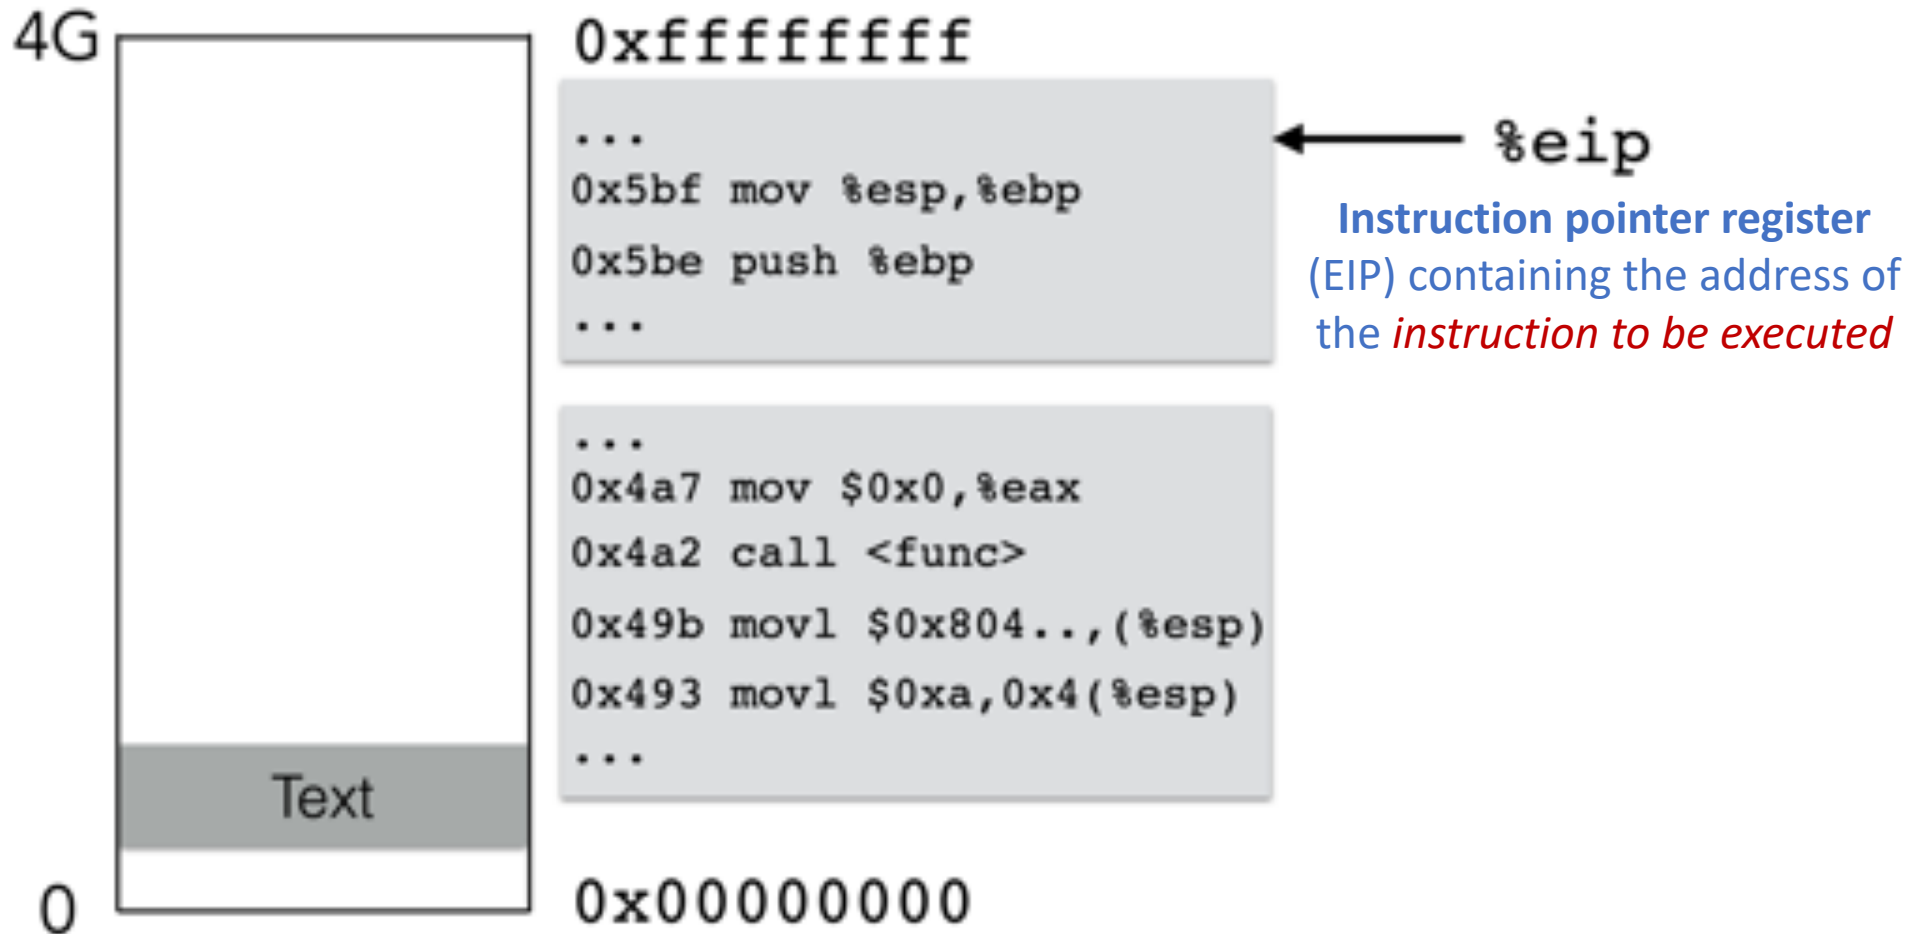 4G
0xffffffff
...
0x5bf mov %esp,%ebp
0x5be push %ebp
...
%eip
Instruction pointer register
(EIP) containing the address of
the instruction to be executed
...
0x4a7 mov $0x0,%eax
0x4a2 call <func>
0x49b movl $0x804..,(%esp)
0x493 movl $0xa,0x4(%esp)
...
Text
0
0x00000000